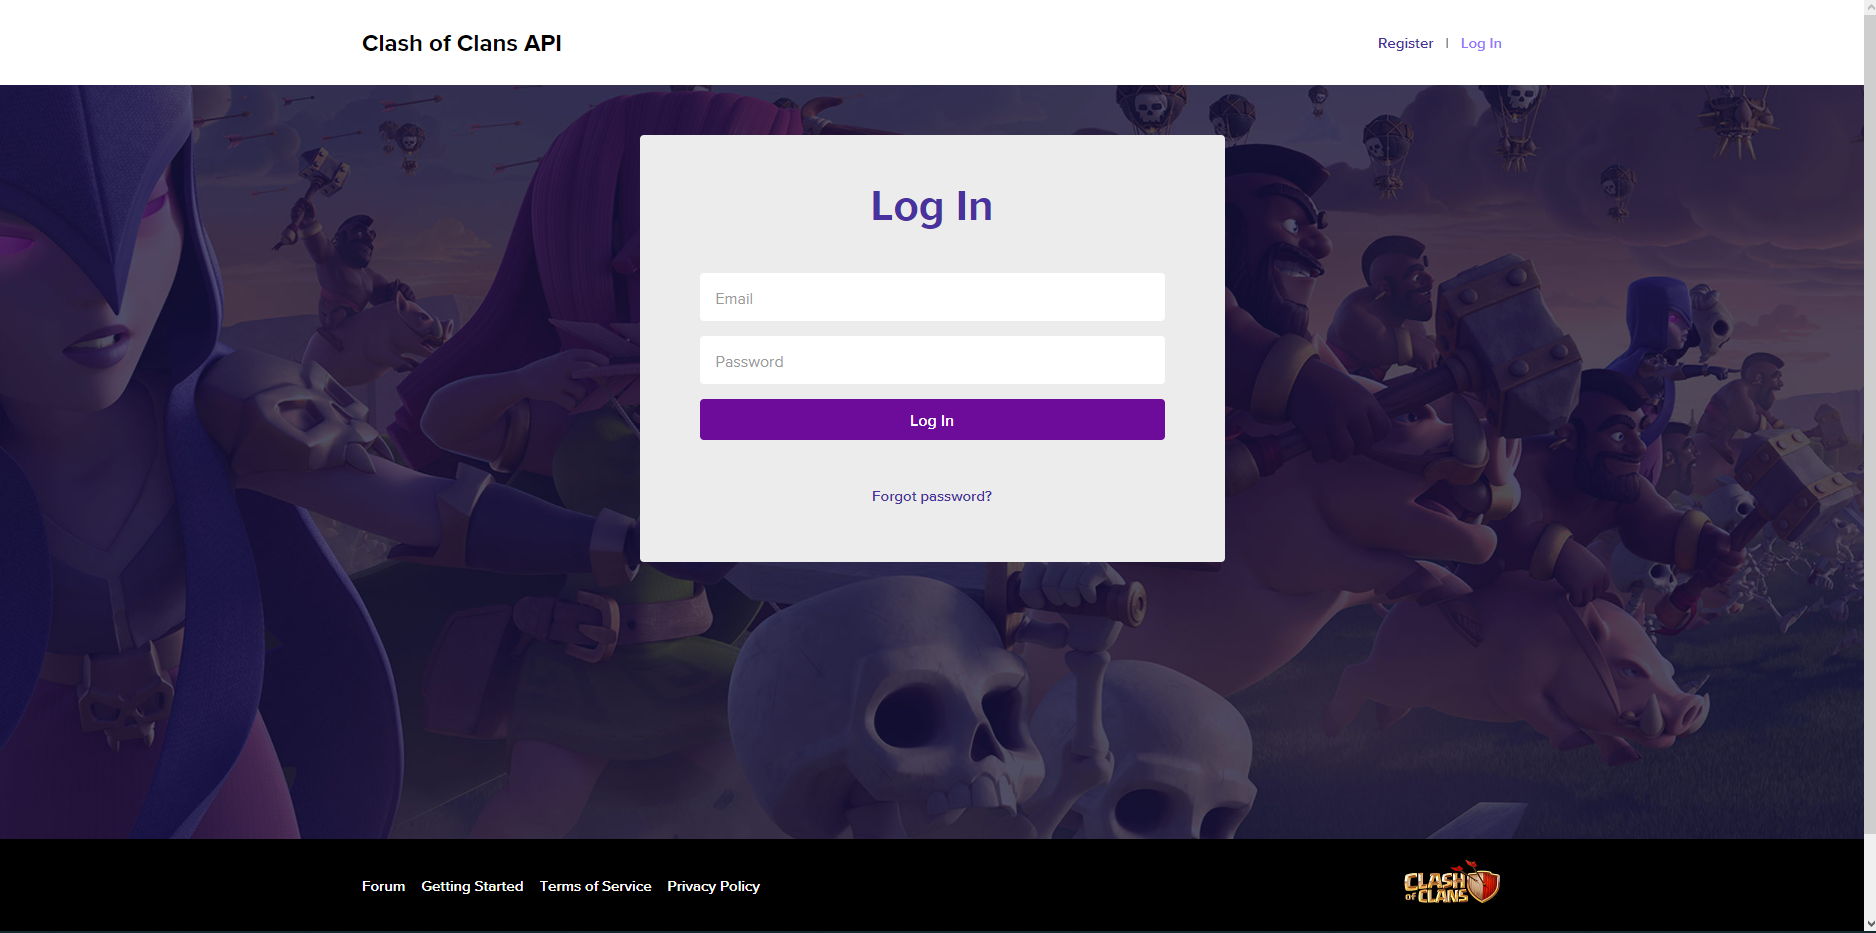 Clash of Clans API
Register | Log In
Log In
Email
Password
Log In
Forgot password?
Forum Getting Started Terms of Service Privacy Policy
CLASH
OF CLANS